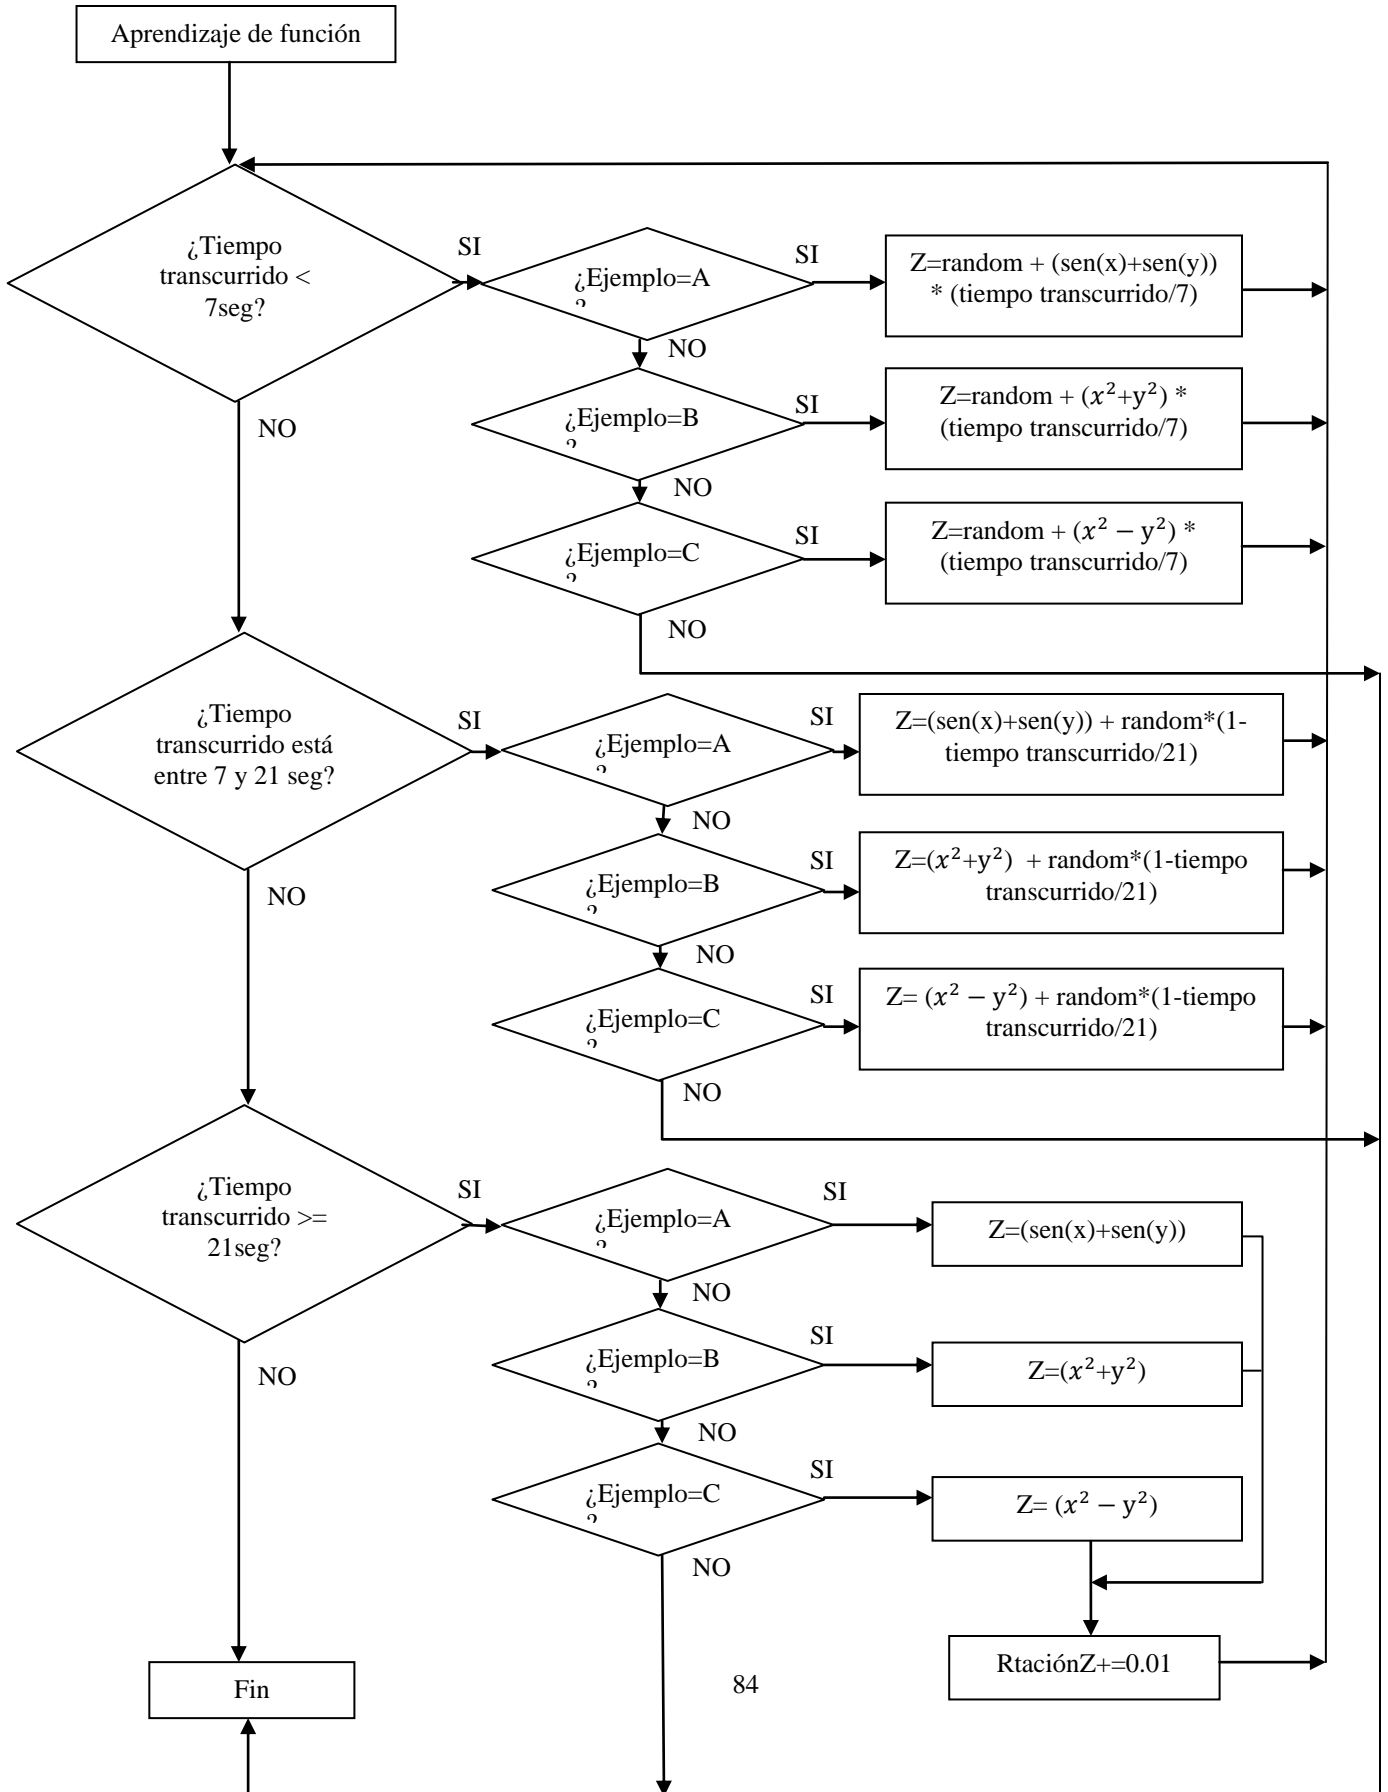 Aprendizaje de función
¿Tiempo
transcurrido <
7seg?
SI
¿Ejemplo=A
?
SI
Z=random + (sen(x)+sen(y))
* (tiempo transcurrido/7)
NO
NO
¿Ejemplo=B
?
SI
Z=random + (x²+y²) *
(tiempo transcurrido/7)
NO
¿Ejemplo=C
?
SI
Z=random + (x² − y²) *
(tiempo transcurrido/7)
NO
¿Tiempo
transcurrido está
entre 7 y 21 seg?
SI
¿Ejemplo=A
?
SI
Z=(sen(x)+sen(y)) + random*(1-
tiempo transcurrido/21)
NO
NO
¿Ejemplo=B
?
SI
Z=(x²+y²) + random*(1-tiempo
transcurrido/21)
NO
¿Ejemplo=C
?
SI
Z= (x² − y²) + random*(1-tiempo
transcurrido/21)
NO
¿Tiempo
transcurrido >=
21seg?
SI
¿Ejemplo=A
?
SI
Z=(sen(x)+sen(y))
NO
NO
¿Ejemplo=B
?
SI
Z=(x²+y²)
NO
¿Ejemplo=C
?
SI
Z= (x² − y²)
NO
RtaciónZ+=0.01
Fin
84